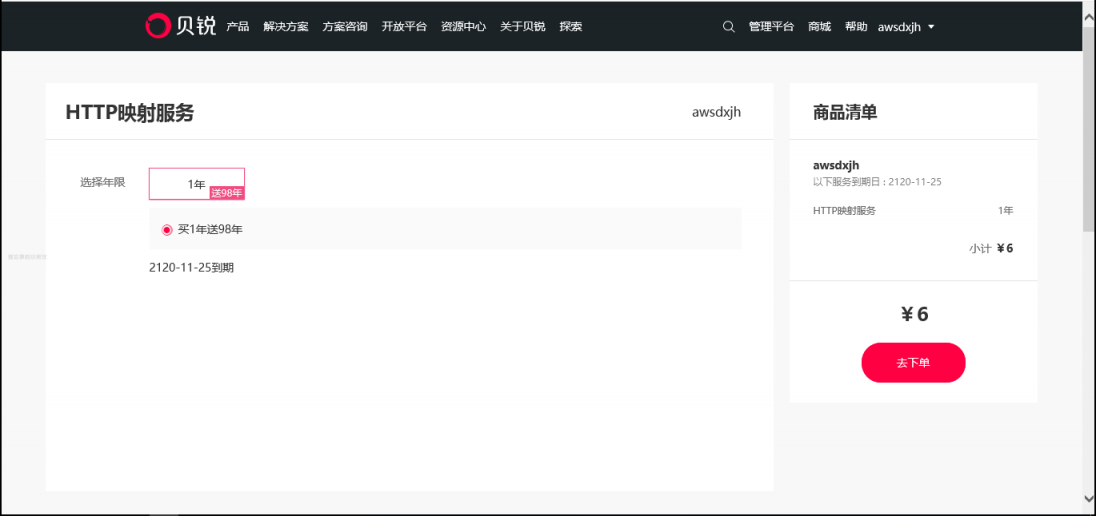 贝锐 产品 解决方案 方案咨询 开放平台 资源中心 关于贝锐 探索 管理平台 商城 帮助 awsdxjh
HTTP映射服务 awsdxjh
选择年限 1年 送98年
买1年送98年
2120-11-25到期
商品清单
awsdxjh
以下服务到期日：2120-11-25
HTTP映射服务 1年
小计 ¥6
¥6
去下单